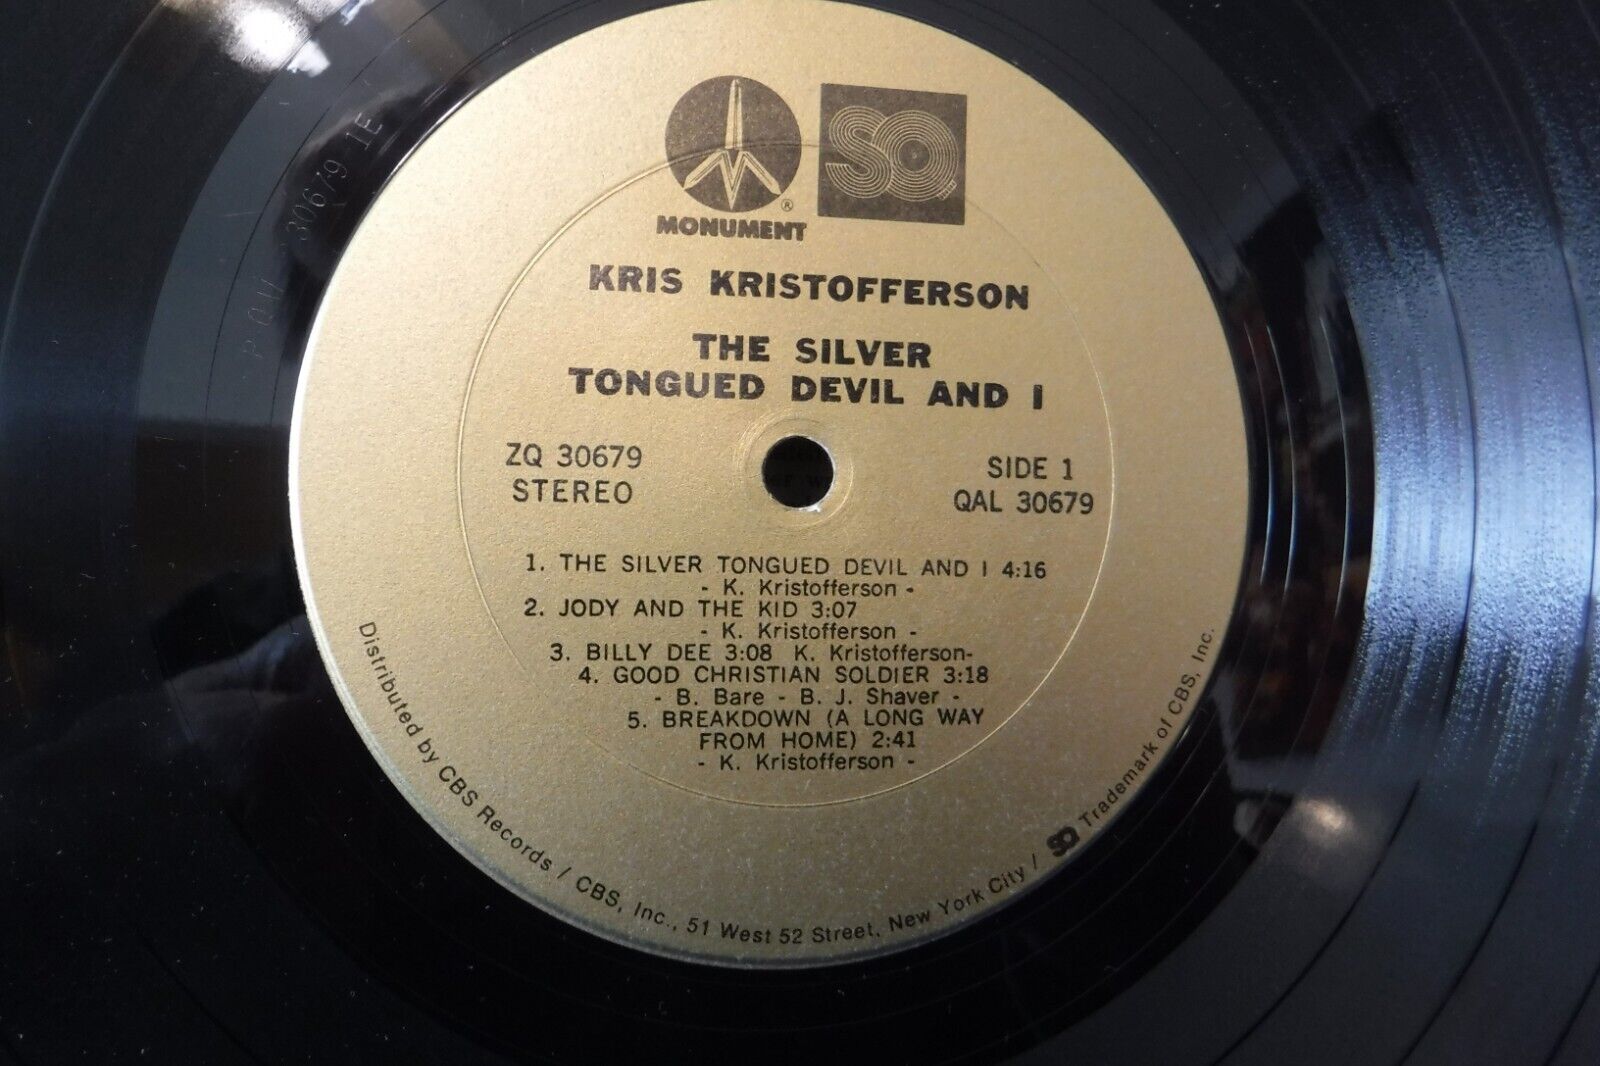 30679 1E
SQ
®
MONUMENT
KRIS KRISTOFFERSON
THE SILVER
TONGUED DEVIL AND I
ZQ 30679
STEREO
SIDE 1
QAL 30679
1. THE SILVER TONGUED DEVIL AND I 4:16
- K. Kristofferson -
2. JODY AND THE KID 3:07
- K. Kristofferson -
3. BILLY DEE 3:08 K. Kristofferson-
4. GOOD CHRISTIAN SOLDIER 3:18
- B. Bare - B. J. Shaver -
5. BREAKDOWN (A LONG WAY
FROM HOME) 2:41
- K. Kristofferson -
Distributed by CBS Records / CBS, Inc., 51 West 52 Street, New York City / SQ Trademark of CBS, Inc.